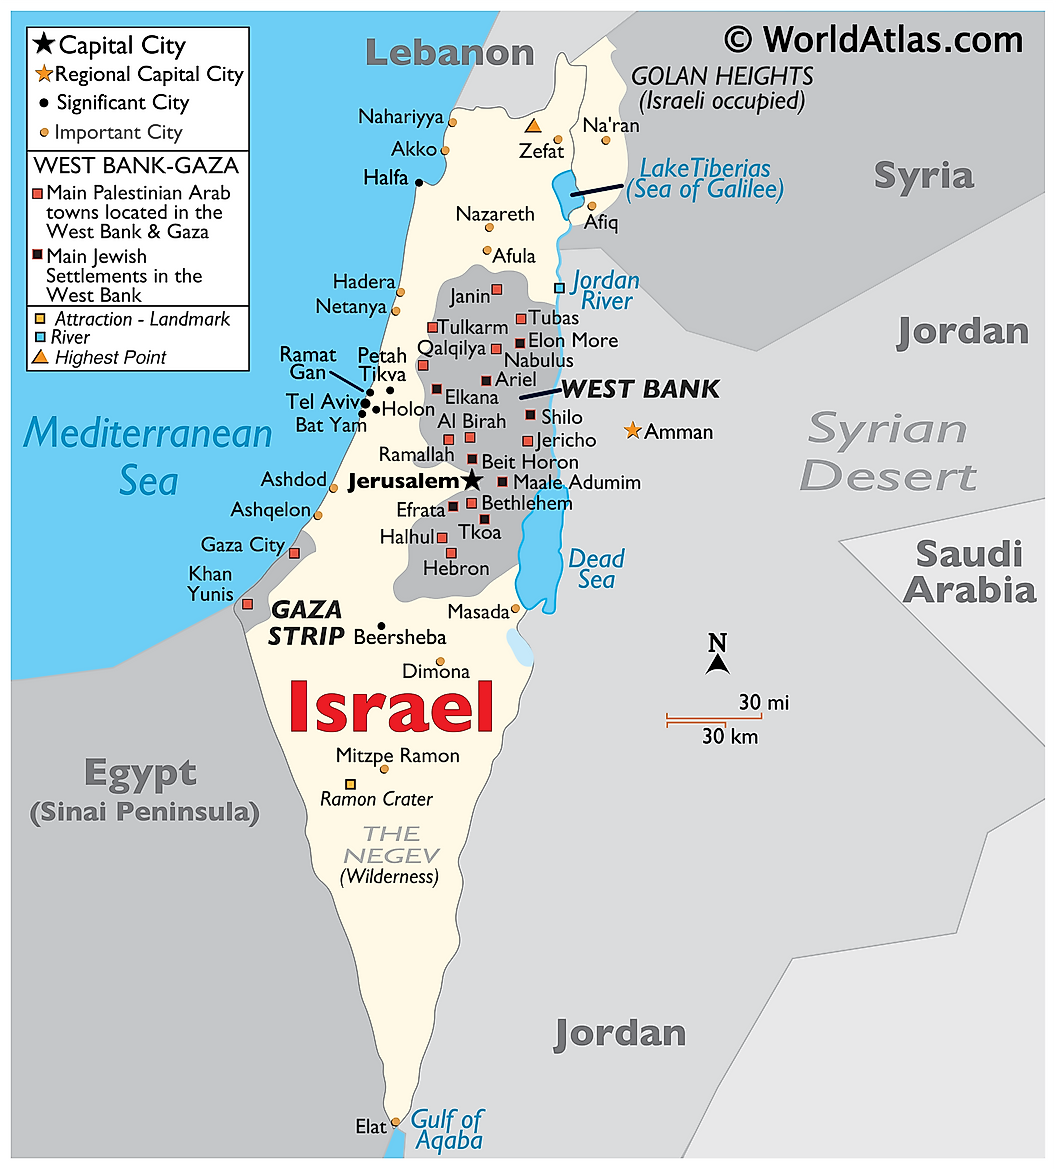 © WorldAtlas.com
Capital City
Regional Capital City
Significant City
Important City
WEST BANK-GAZA
Main Palestinian Arab
towns located in the
West Bank & Gaza
Main Jewish
Settlements in the
West Bank
Attraction - Landmark
River
Highest Point
Lebanon
GOLAN HEIGHTS
(Israeli occupied)
Nahariyya
Na'ran
Akko
Zefat
Halfa
Lake Tiberias
(Sea of Galilee)
Syria
Nazareth
Afiq
Afula
Hadera
Netanya
Janin
Jordan
River
Tubas
Tulkarm
Elon More
Jordan
Qalqilya
Nabulus
Ramat
Gan
Petah
Tikva
Ariel
WEST BANK
Elkana
Tel Aviv
Holon
Bat Yam
Al Birah
Shilo
Jericho
Amman
Mediterranean
Sea
Syrian
Desert
Ramallah
Beit Horon
Jerusalem
Maale Adumim
Ashdod
Efrata
Bethlehem
Ashqelon
Tkoa
Halhul
Gaza City
Hebron
Dead
Sea
Saudi
Arabia
Khan
Yunis
GAZA
STRIP
Masada
Beersheba
N
Dimona
Israel
30 mi
30 km
Mitzpe Ramon
Ramon Crater
Egypt
(Sinai Peninsula)
THE
NEGEV
(Wilderness)
Jordan
Elat
Gulf of
Aqaba